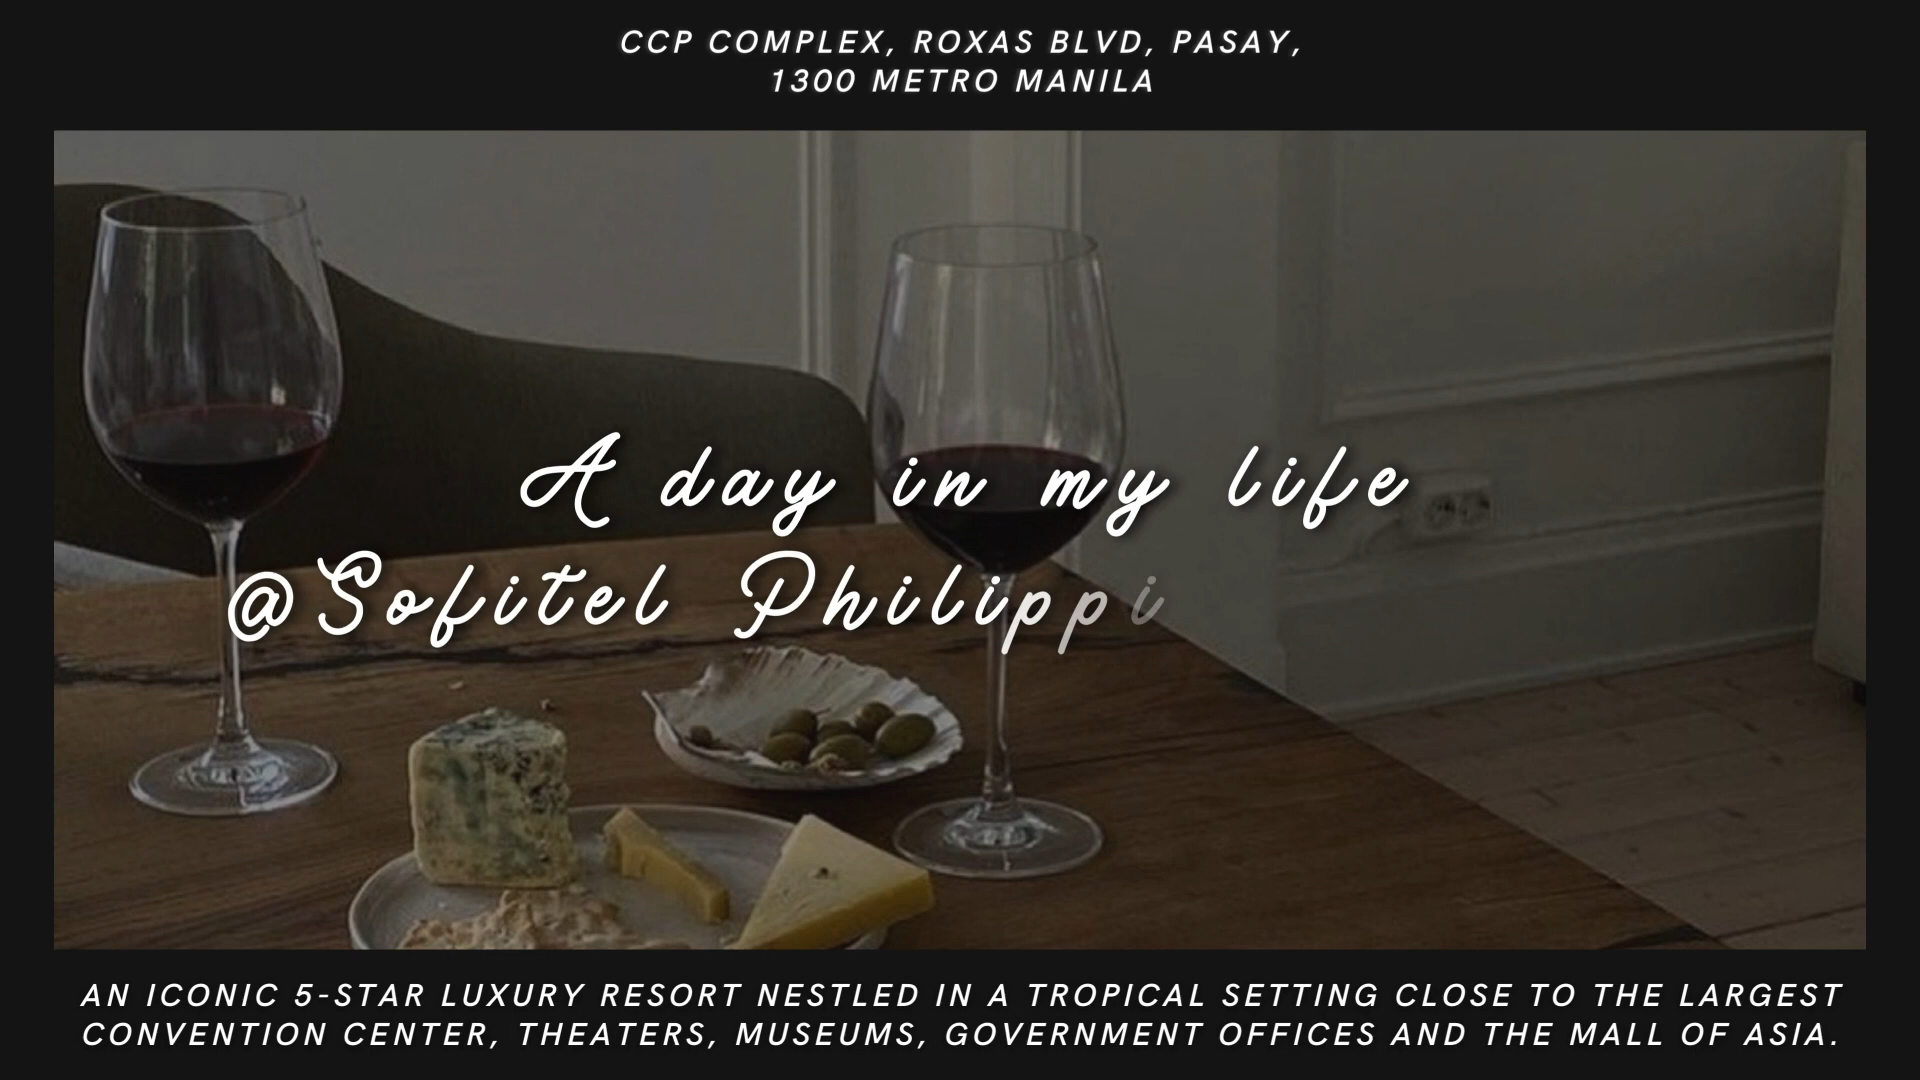 CCP COMPLEX, ROXAS BLVD, PASAY,
1300 METRO MANILA
A day in my life
@Sofitel Philippi
AN ICONIC 5-STAR LUXURY RESORT NESTLED IN A TROPICAL SETTING CLOSE TO THE LARGEST
CONVENTION CENTER, THEATERS, MUSEUMS, GOVERNMENT OFFICES AND THE MALL OF ASIA.